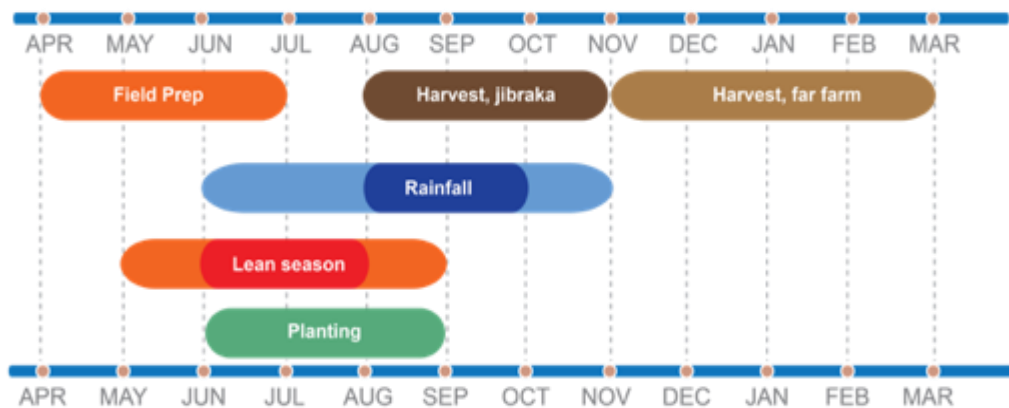 APR MAY JUN JUL AUG SEP OCT NOV DEC JAN FEB MAR
Field Prep Harvest, jibraka Harvest, far farm
Rainfall
Lean season
Planting
APR MAY JUN JUL AUG SEP OCT NOV DEC JAN FEB MAR